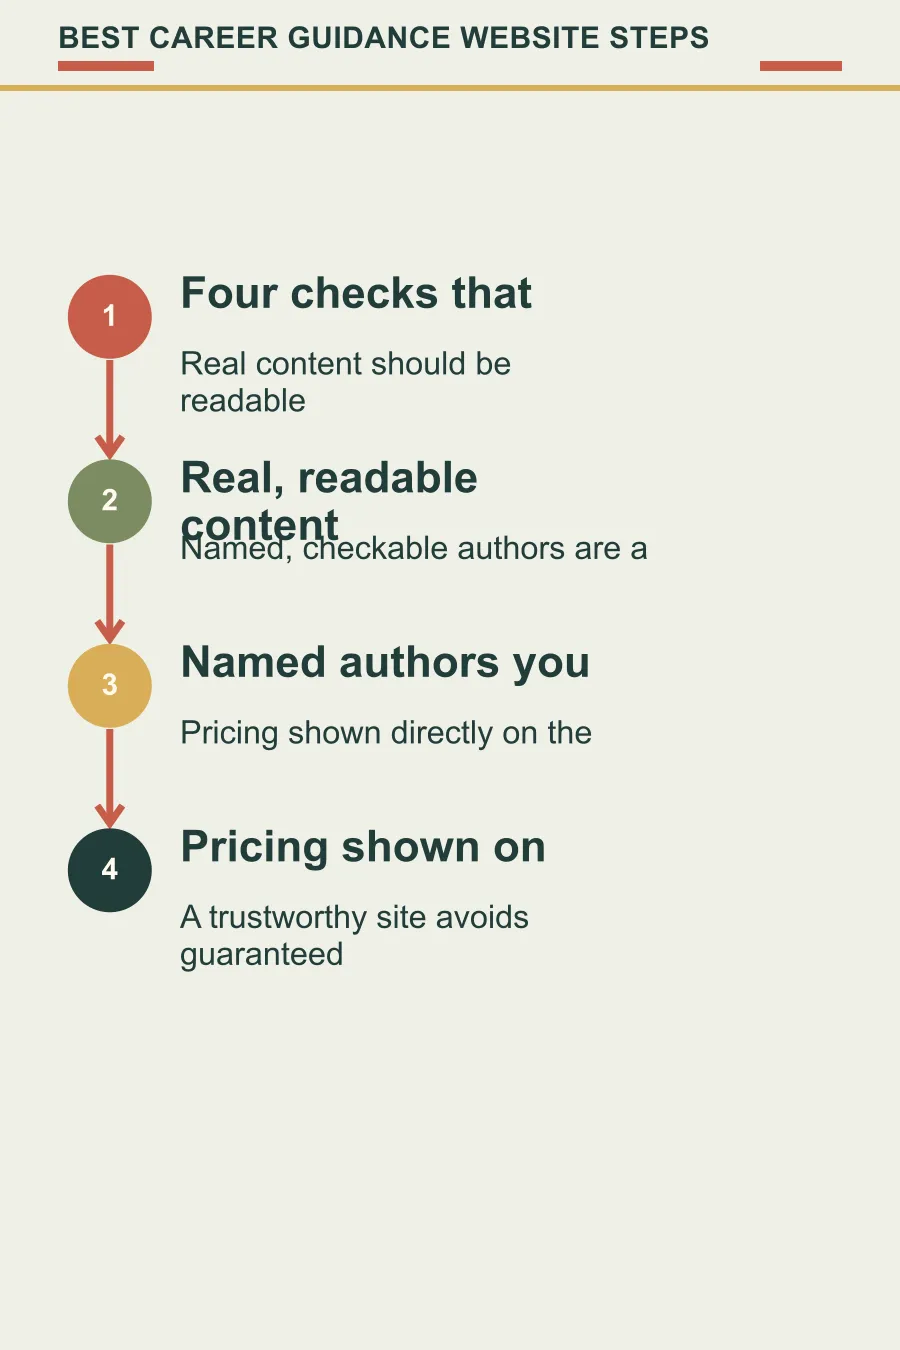 BEST CAREER GUIDANCE WEBSITE STEPS
1
Four checks that
Real content should be
readable
2
Real, readable
content
Named, checkable authors are a
3
Named authors you
Pricing shown directly on the
4
Pricing shown on
A trustworthy site avoids
guaranteed